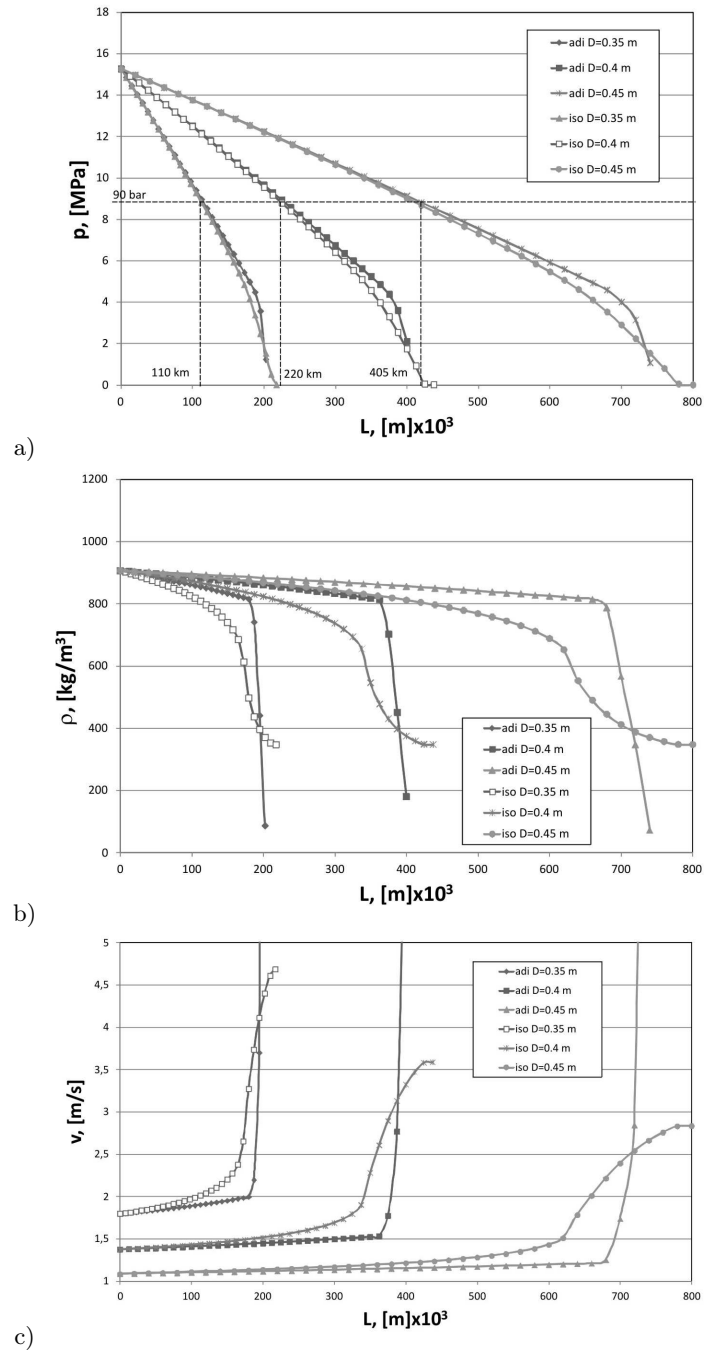 18
16
14
12
10
8
6
4
2
0
p, [MPa]
adi D=0.35 m
adi D=0.4 m
adi D=0.45 m
iso D=0.35 m
iso D=0.4 m
iso D=0.45 m
90 bar
110 km
220 km
405 km
0 100 200 300 400 500 600 700 800
L, [m]x10³
a)
1200
1000
800
600
400
200
0
ρ, [kg/m³]
adi D=0.35 m
adi D=0.4 m
adi D=0.45 m
iso D=0.35 m
iso D=0.4 m
iso D=0.45 m
0 100 200 300 400 500 600 700 800
L, [m]x10³
b)
5
4,5
4
3,5
3
2,5
2
1,5
1
v, [m/s]
adi D=0.35 m
adi D=0.4 m
adi D=0.45 m
iso D=0.35 m
iso D=0.4 m
iso D=0.45 m
0 100 200 300 400 500 600 700 800
L, [m]x10³
c)